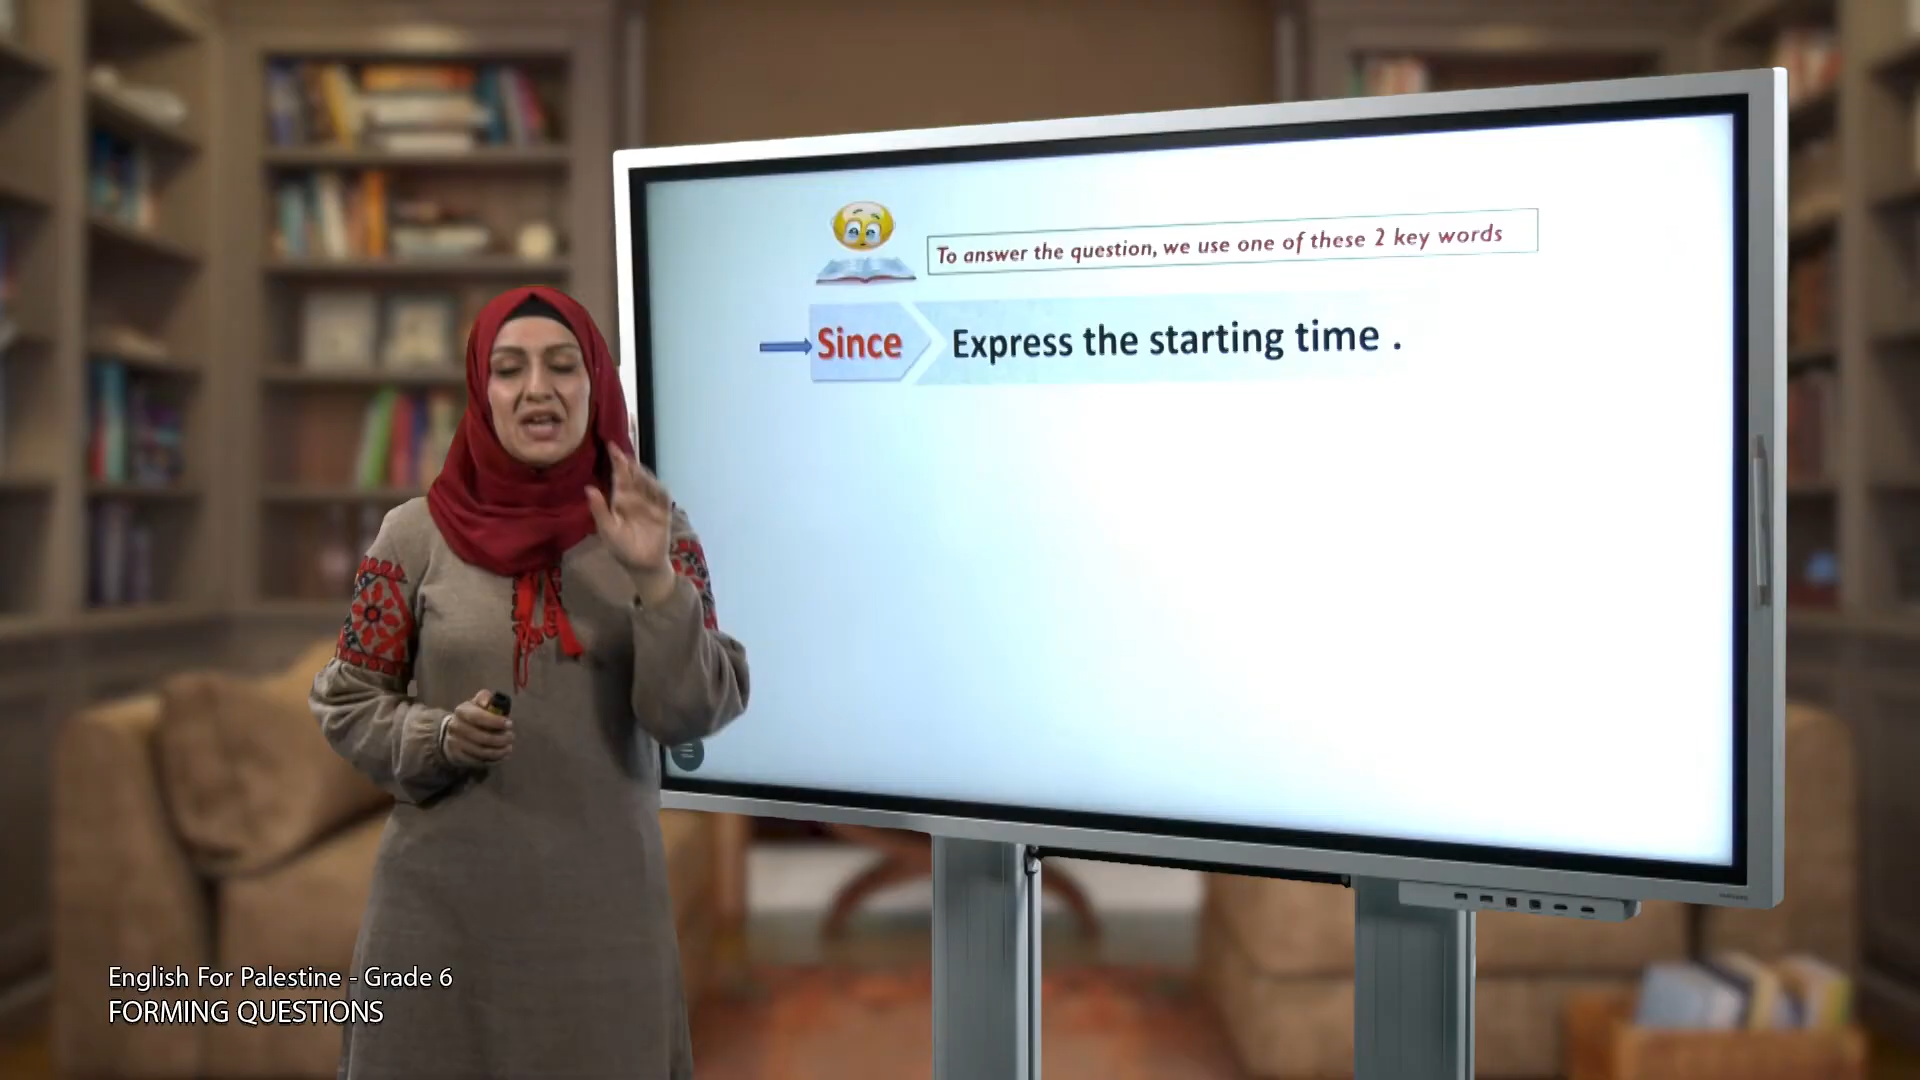 To answer the question, we use one of these 2 key words
Since
Express the starting time .
English For Palestine - Grade 6
FORMING QUESTIONS